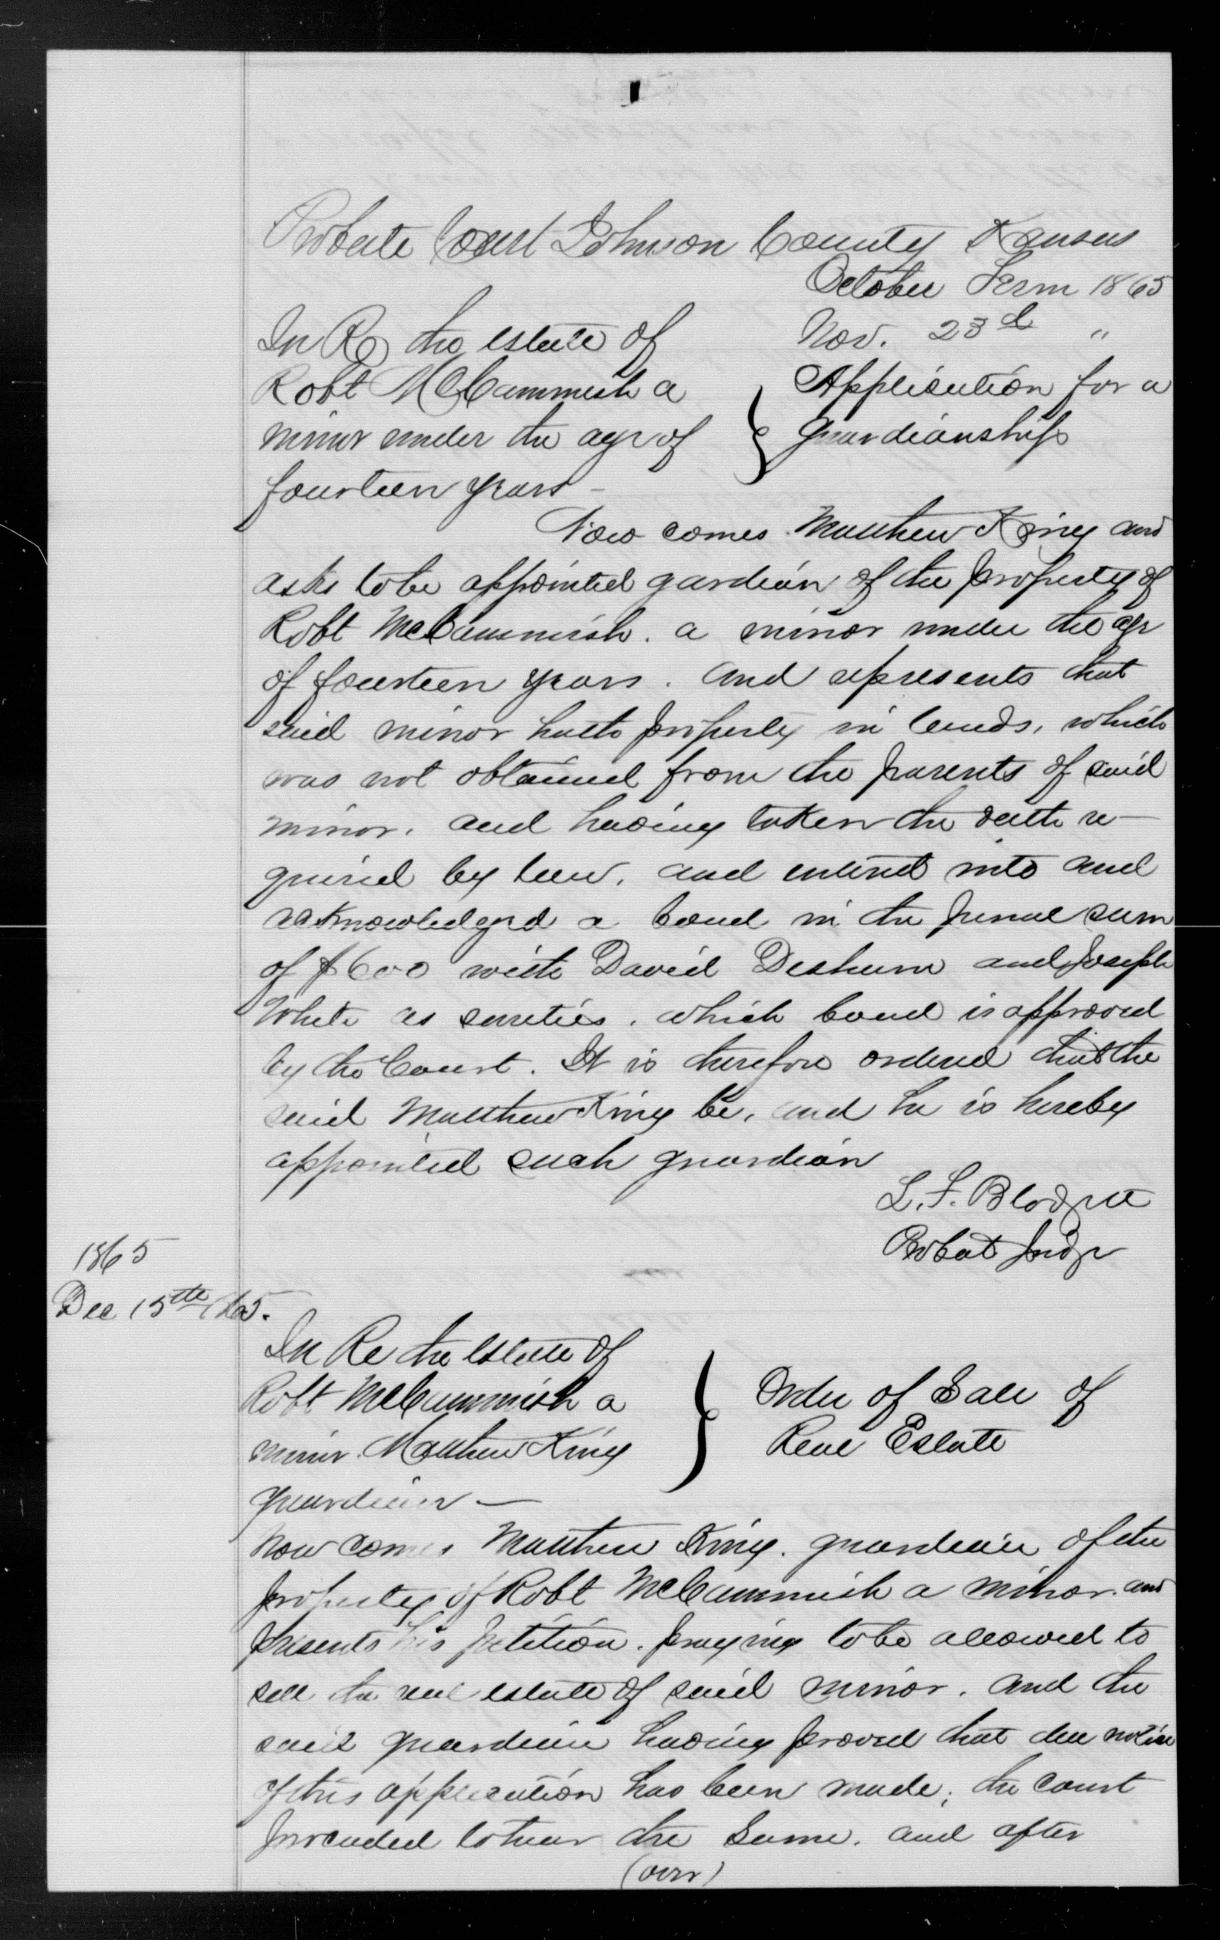 Probate Court Johnson County Kansas
October Term 1865
In Re the estate of Nov. 23d "
Robt McCammish a } Application for a
minor under the age of guardianship
fourteen years —
Now comes Matthew King and
asks to be appointed gardian of the property of
Robt McCammish. a minor under the age
of fourteen years. and represents that
said minor hath property in lands, which
was not obtained from the parents of said
minor. and having taken the oath re-
quired by law, and entered into and
acknowledged a bond in the penal sum
of $600 with David Deshum and Joseph
White as sureties. which bond is approved
by the Court. It is therefore ordered that the
said Matthew King be, and he is hereby
appointed such guardian
L. F. Blodget
Probat Judge
1865
Dec 15th 1865.
In Re the Estate of
Robt McCammish a } Order of Sale of
minor. Matthew King Real Estate
guardian —
Now comes Matthew King. guardian of the
property of Robt McCammish a minor. and
presents his petition. praying to be allowed to
sell the real estate of said minor. and the
said guardian having proved that due notice
of this application has been made; the court
proceeded to hear the same. and after
(over)